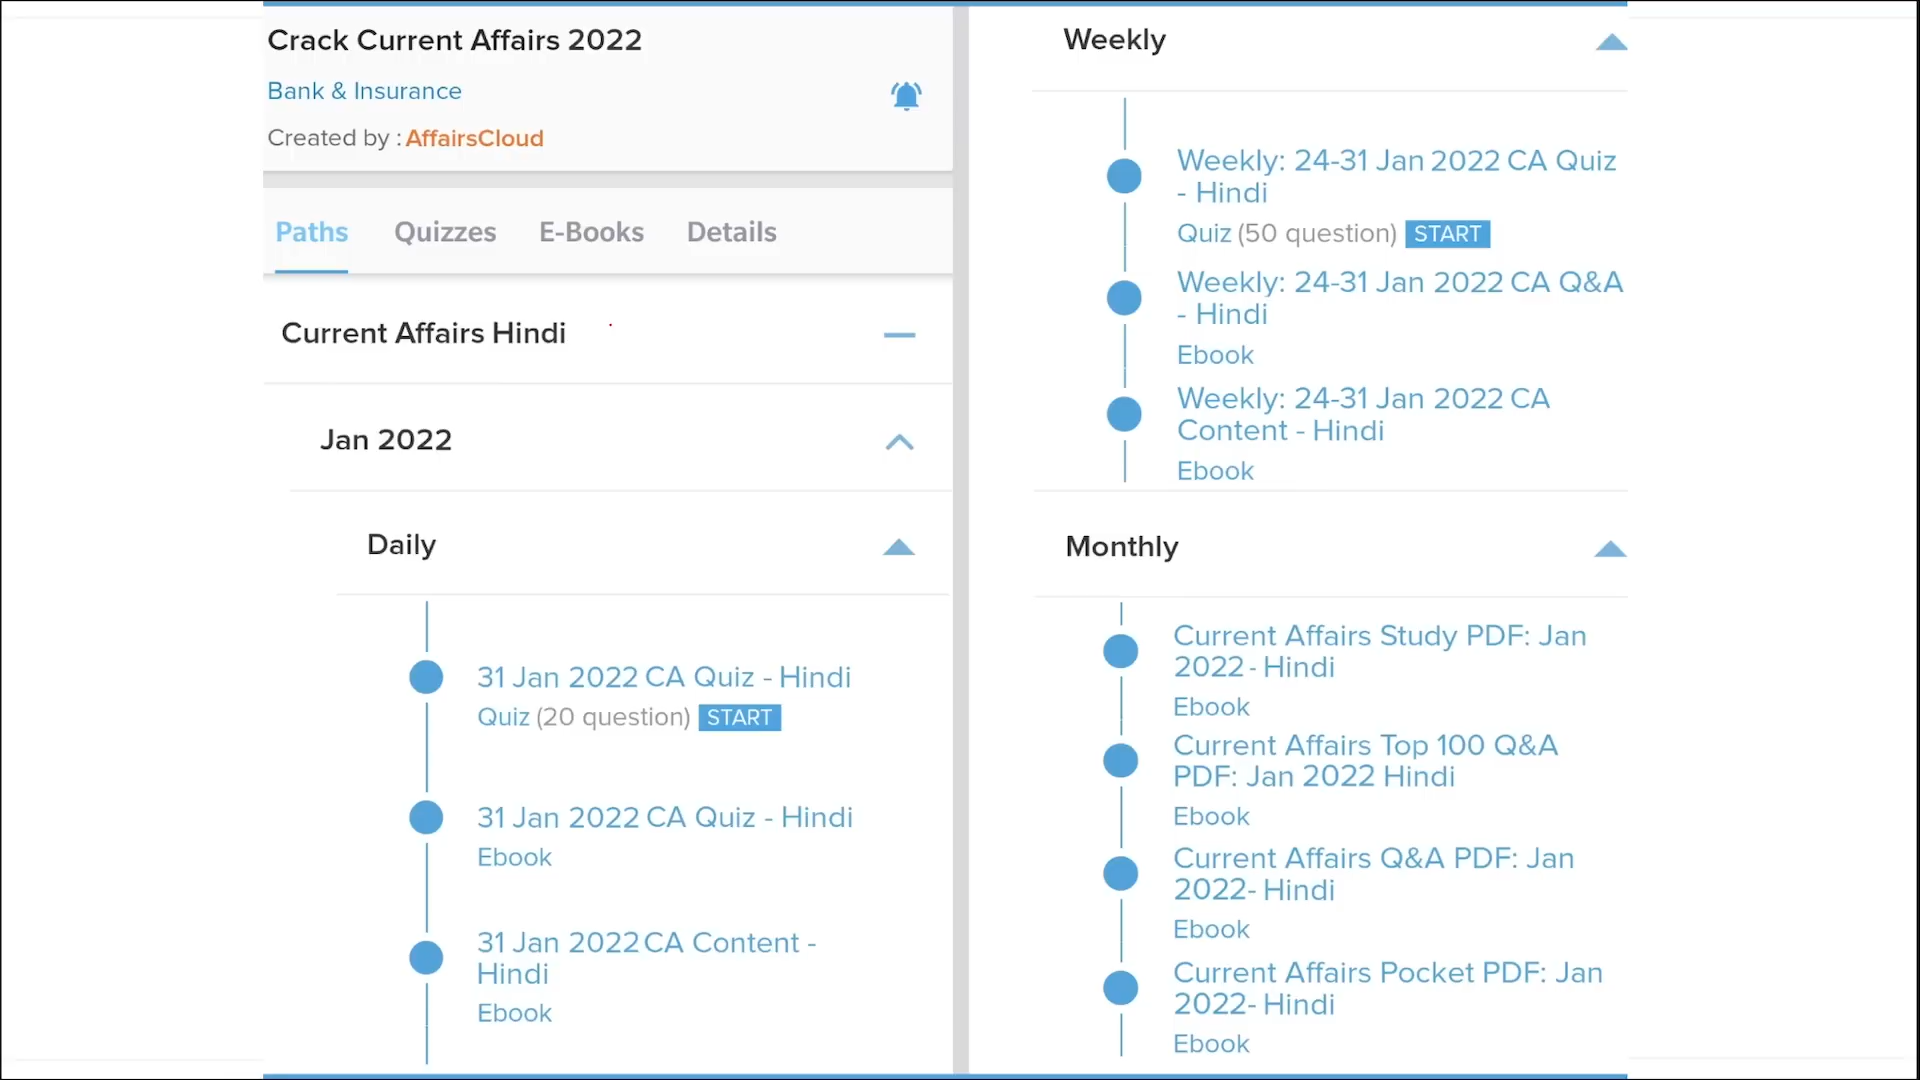 Crack Current Affairs 2022
Bank & Insurance
Created by : AffairsCloud
Paths Quizzes E-Books Details
Current Affairs Hindi
Jan 2022
Daily
31 Jan 2022 CA Quiz - Hindi
Quiz (20 question) START
31 Jan 2022 CA Quiz - Hindi
Ebook
31 Jan 2022 CA Content -
Hindi
Ebook
Weekly
Weekly: 24-31 Jan 2022 CA Quiz
- Hindi
Quiz (50 question) START
Weekly: 24-31 Jan 2022 CA Q&A
- Hindi
Ebook
Weekly: 24-31 Jan 2022 CA
Content - Hindi
Ebook
Monthly
Current Affairs Study PDF: Jan
2022 - Hindi
Ebook
Current Affairs Top 100 Q&A
PDF: Jan 2022 Hindi
Ebook
Current Affairs Q&A PDF: Jan
2022- Hindi
Ebook
Current Affairs Pocket PDF: Jan
2022- Hindi
Ebook